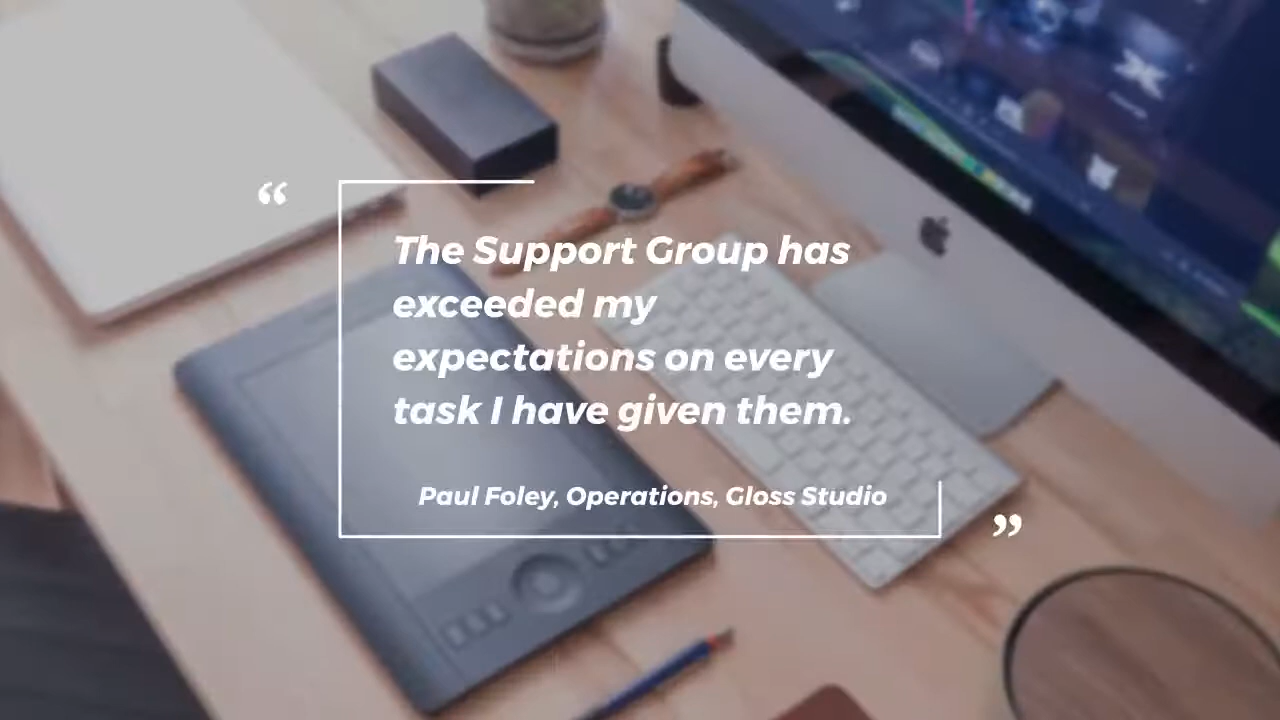 “
The Support Group has
exceeded my
expectations on every
task I have given them.
Paul Foley, Operations, Gloss Studio
”